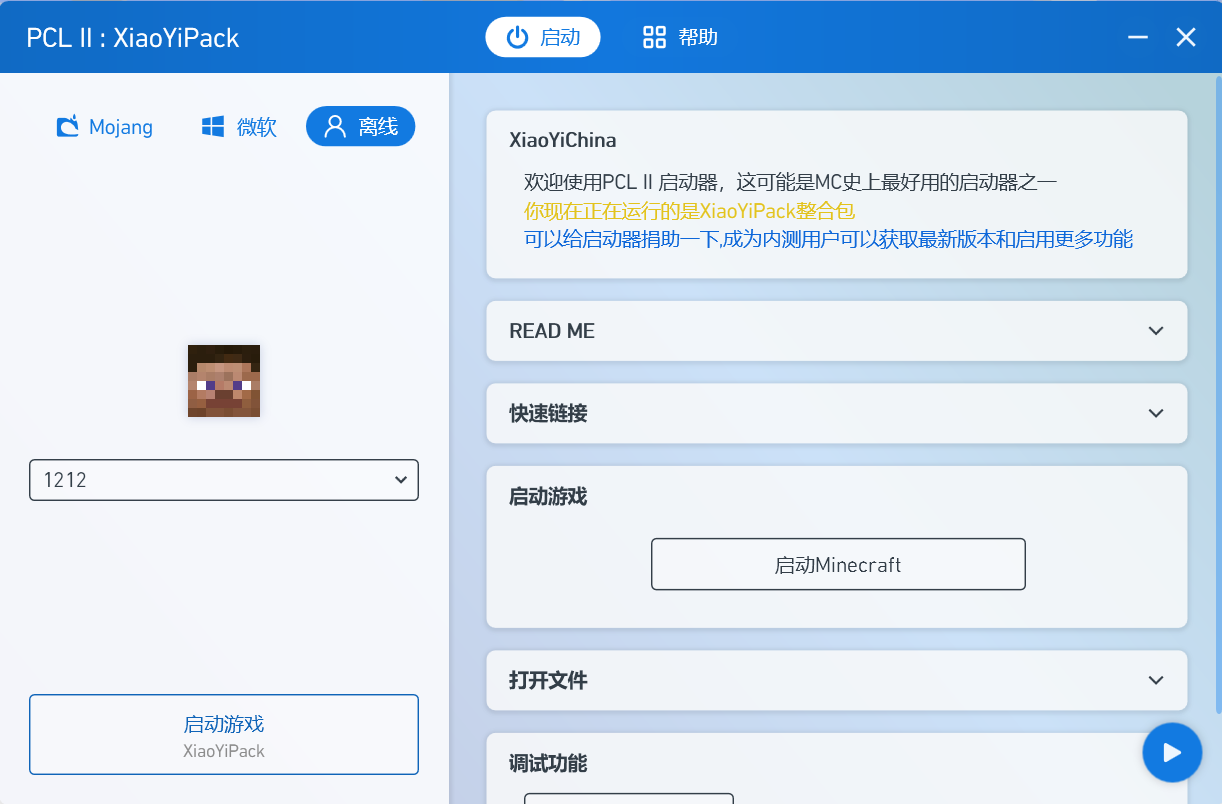 PCL II : XiaoYiPack
启动
帮助
Mojang
微软
离线
1212
启动游戏
XiaoYiPack
XiaoYiChina
欢迎使用PCL II 启动器，这可能是MC史上最好用的启动器之一
你现在正在运行的是XiaoYiPack整合包
可以给启动器捐助一下,成为内测用户可以获取最新版本和启用更多功能
READ ME
快速链接
启动游戏
启动Minecraft
打开文件
调试功能